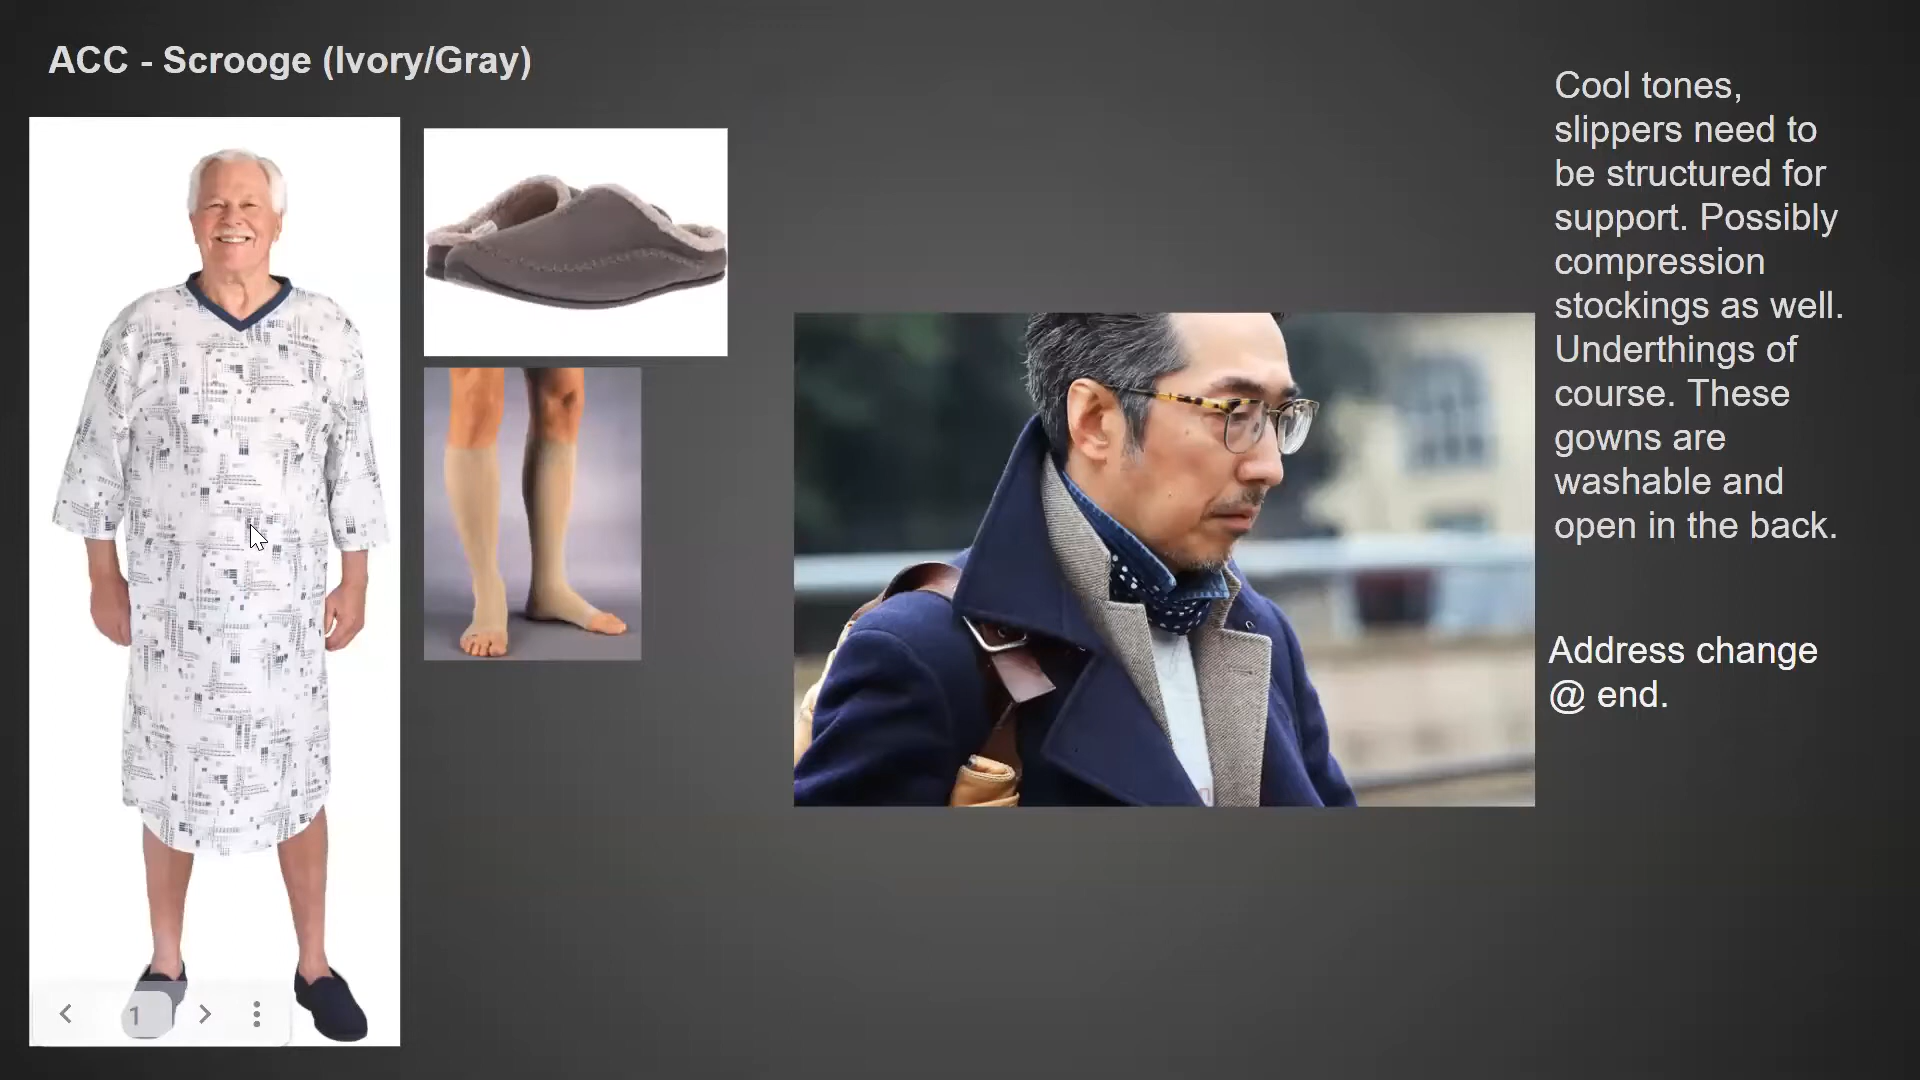 ACC - Scrooge (Ivory/Gray)
Cool tones,
slippers need to
be structured for
support. Possibly
compression
stockings as well.
Underthings of
course. These
gowns are
washable and
open in the back.
Address change
@ end.
1